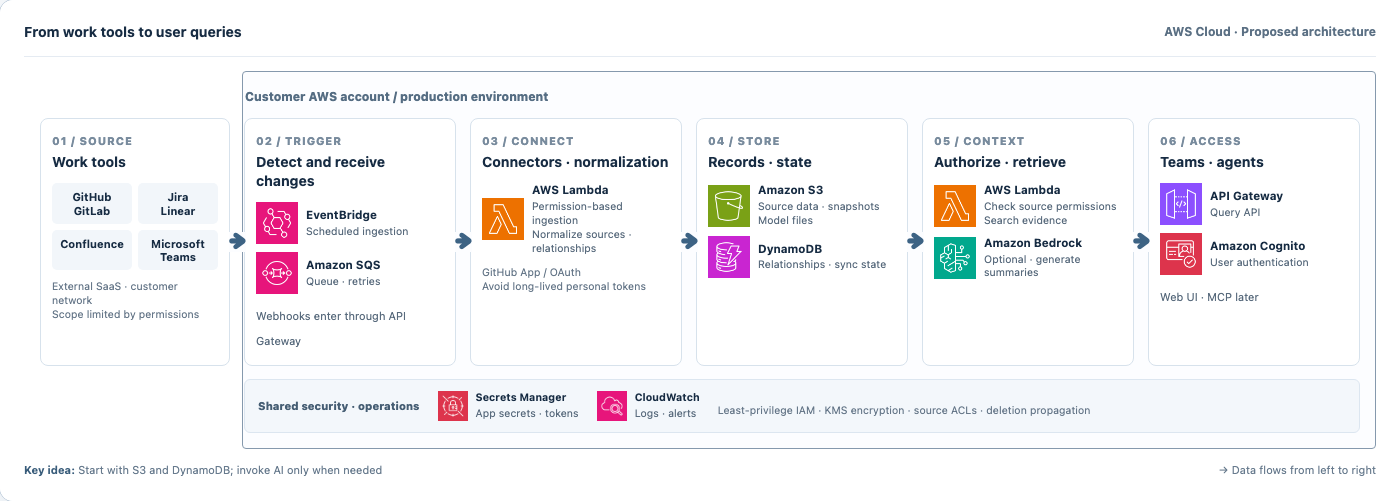 From work tools to user queries
AWS Cloud · Proposed architecture
Customer AWS account / production environment
01 / SOURCE
Work tools
GitHub
GitLab
Jira
Linear
Confluence
Microsoft
Teams
External SaaS · customer
network
Scope limited by permissions
02 / TRIGGER
Detect and receive
changes
EventBridge
Scheduled ingestion
Amazon SQS
Queue · retries
Webhooks enter through API
Gateway
03 / CONNECT
Connectors · normalization
AWS Lambda
Permission-based
ingestion
Normalize sources ·
relationships
GitHub App / OAuth
Avoid long-lived personal tokens
04 / STORE
Records · state
Amazon S3
Source data · snapshots
Model files
DynamoDB
Relationships · sync state
05 / CONTEXT
Authorize · retrieve
AWS Lambda
Check source permissions
Search evidence
Amazon Bedrock
Optional · generate
summaries
06 / ACCESS
Teams · agents
API Gateway
Query API
Amazon Cognito
User authentication
Web UI · MCP later
Shared security · operations
Secrets Manager
App secrets · tokens
CloudWatch
Logs · alerts
Least-privilege IAM · KMS encryption · source ACLs · deletion propagation
Key idea: Start with S3 and DynamoDB; invoke AI only when needed
→ Data flows from left to right